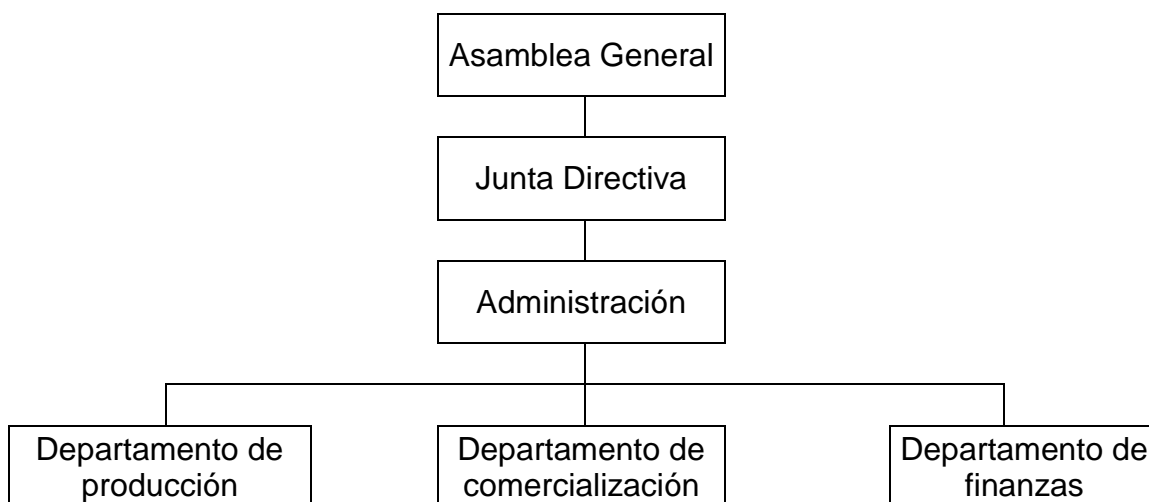 Asamblea General
Junta Directiva
Administración
Departamento de
producción
Departamento de
comercialización
Departamento de
finanzas